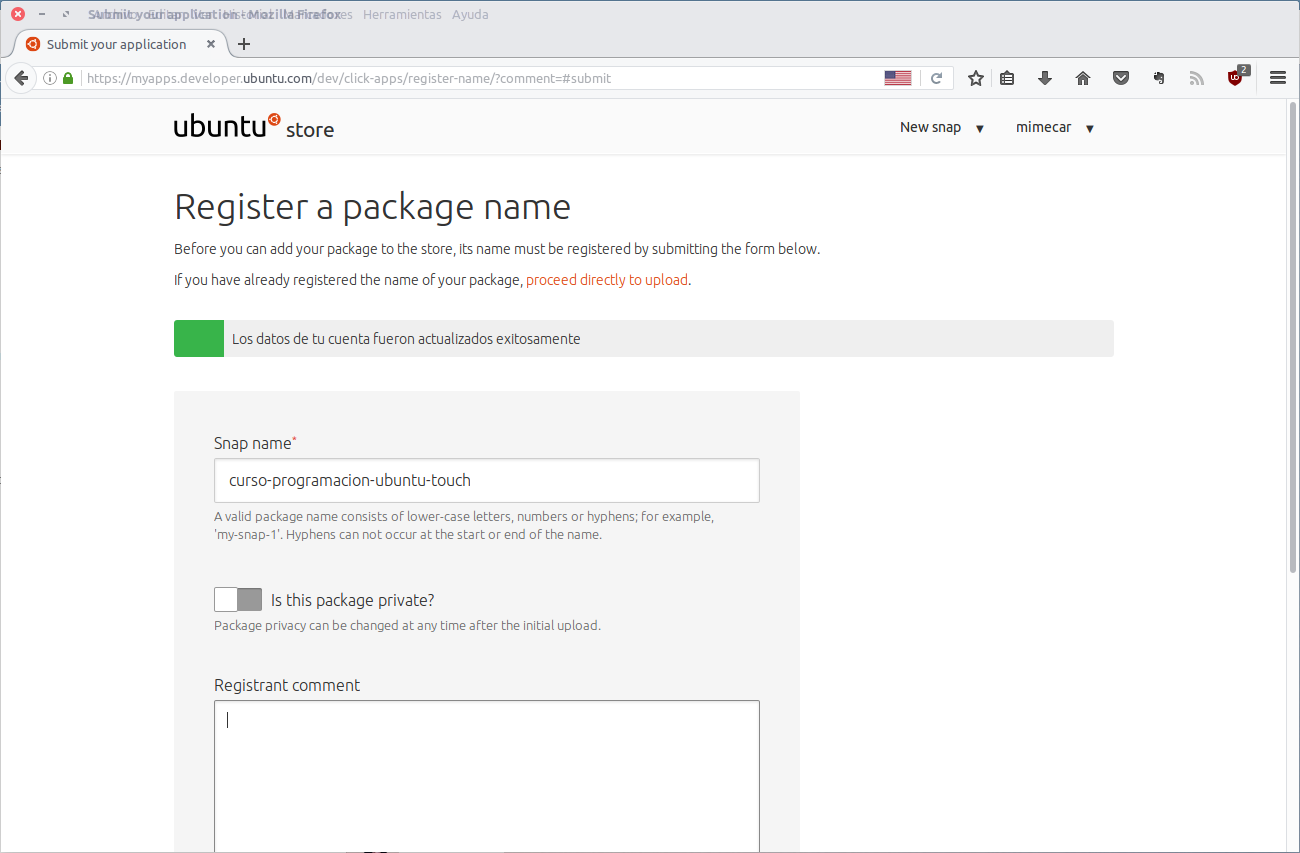 Submit your application - Mozilla Firefox
Herramientas Ayuda
Submit your application
https://myapps.developer.ubuntu.com/dev/click-apps/register-name/?comment=#submit
2
ubuntu store
New snap
mimecar
Register a package name
Before you can add your package to the store, its name must be registered by submitting the form below.
If you have already registered the name of your package, proceed directly to upload.
Los datos de tu cuenta fueron actualizados exitosamente
Snap name*
curso-programacion-ubuntu-touch
A valid package name consists of lower-case letters, numbers or hyphens; for example,
'my-snap-1'. Hyphens can not occur at the start or end of the name.
Is this package private?
Package privacy can be changed at any time after the initial upload.
Registrant comment